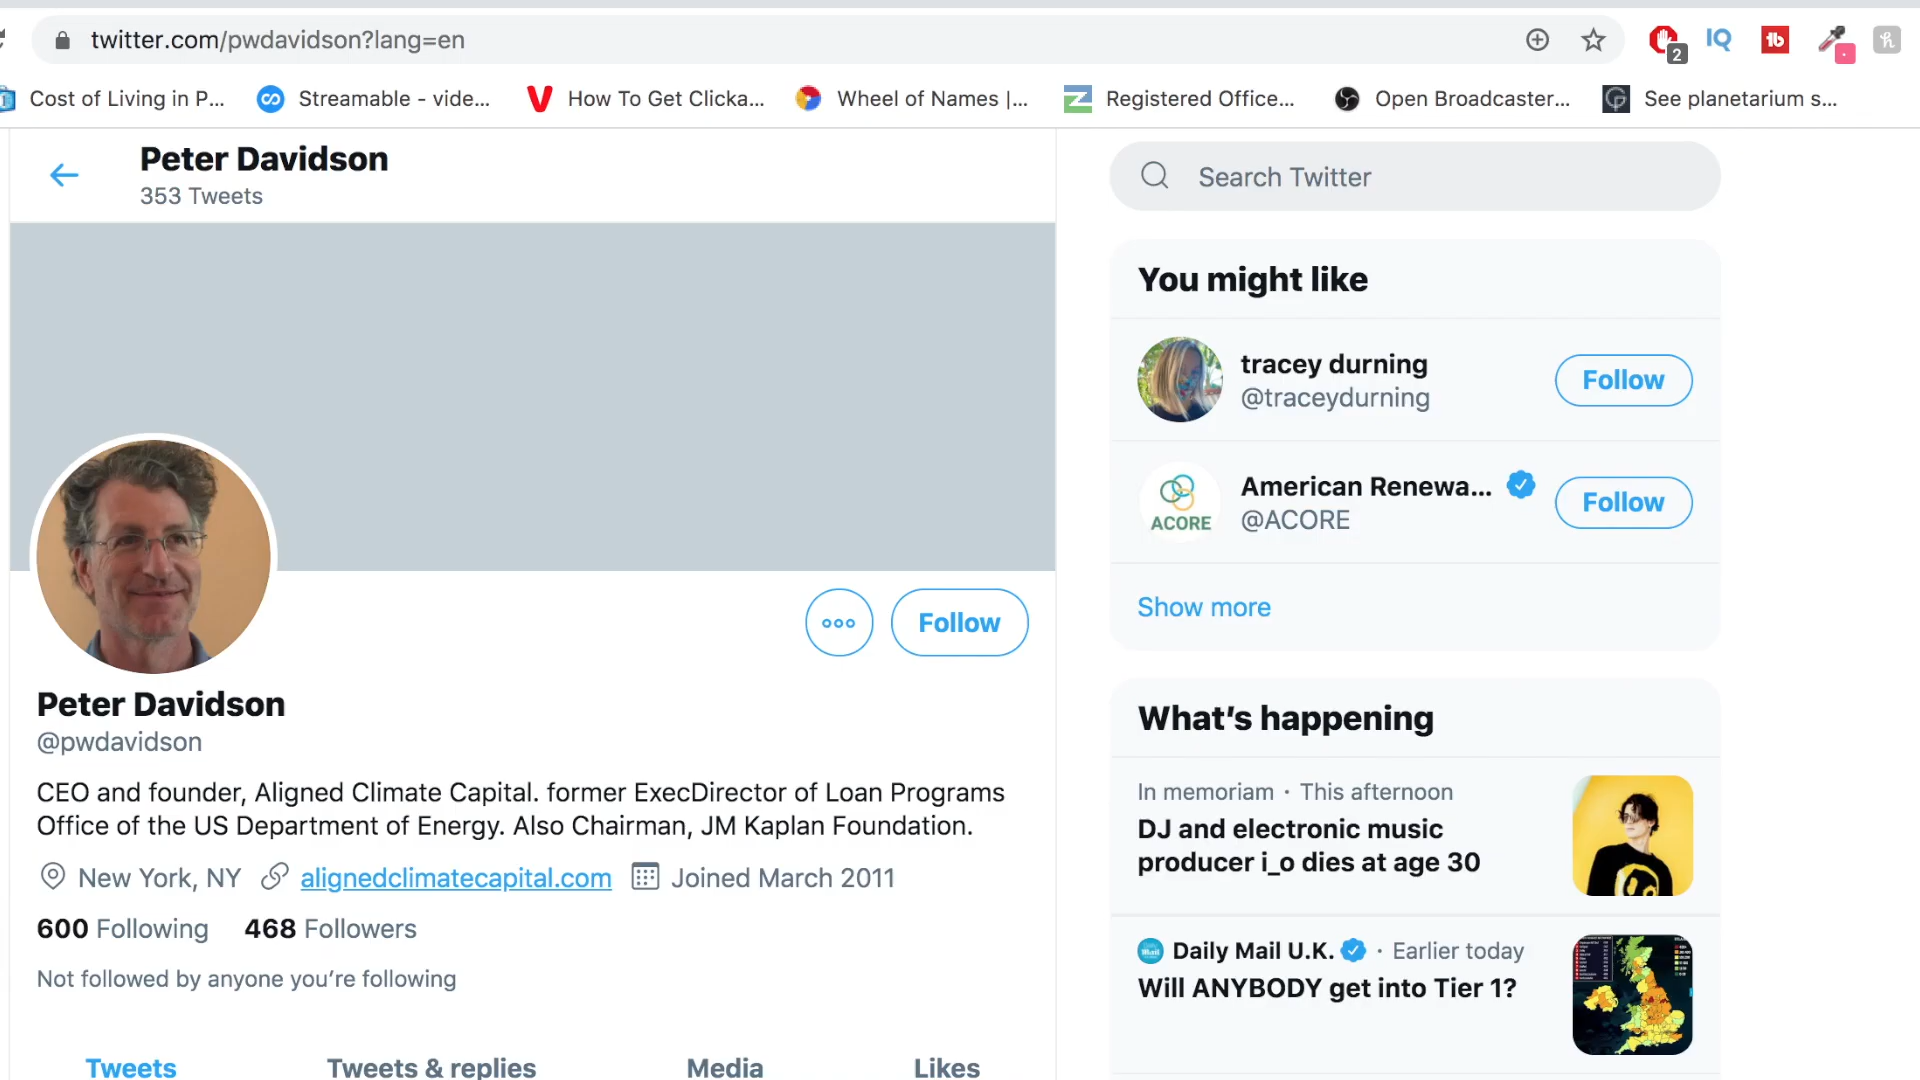 twitter.com/pwdavidson?lang=en
2
IQ
Cost of Living in P...
Streamable - vide...
How To Get Clicka...
Wheel of Names |...
Registered Office...
Open Broadcaster...
See planetarium s...
Peter Davidson
353 Tweets
Follow
Peter Davidson
@pwdavidson
CEO and founder, Aligned Climate Capital. former ExecDirector of Loan Programs
Office of the US Department of Energy. Also Chairman, JM Kaplan Foundation.
New York, NY alignedclimatecapital.com Joined March 2011
600 Following 468 Followers
Not followed by anyone you’re following
Tweets Tweets & replies Media Likes
Search Twitter
You might like
tracey durning
@traceydurning
Follow
ACORE
American Renewa...
@ACORE
Follow
Show more
What’s happening
In memoriam · This afternoon
DJ and electronic music
producer i_o dies at age 30
Daily Mail U.K. · Earlier today
Will ANYBODY get into Tier 1?